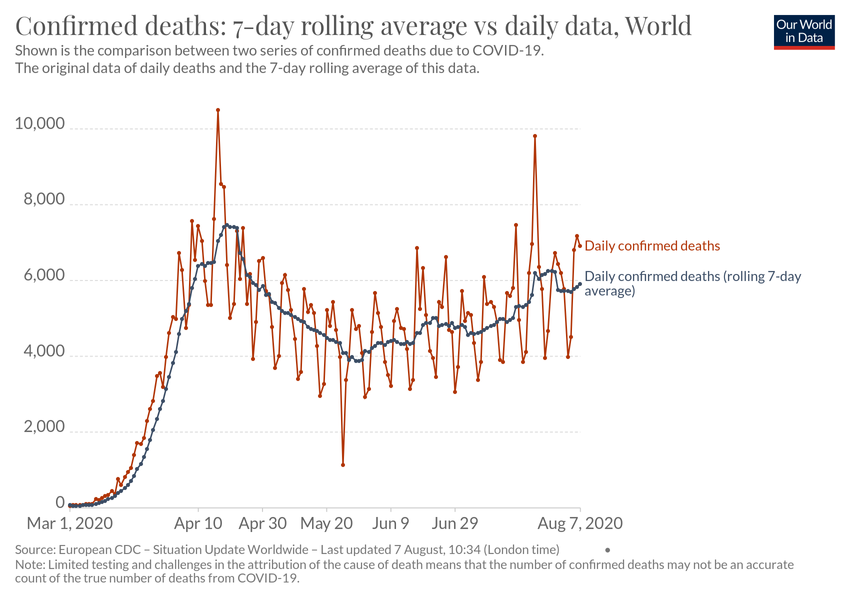 Confirmed deaths: 7-day rolling average vs daily data, World
Our World
in Data
Shown is the comparison between two series of confirmed deaths due to COVID-19.
The original data of daily deaths and the 7-day rolling average of this data.
10,000
8,000
6,000
4,000
2,000
0
Daily confirmed deaths
Daily confirmed deaths (rolling 7-day
average)
Mar 1, 2020
Apr 10
Apr 30
May 20
Jun 9
Jun 29
Aug 7, 2020
Source: European CDC – Situation Update Worldwide – Last updated 7 August, 10:34 (London time)
Note: Limited testing and challenges in the attribution of the cause of death means that the number of confirmed deaths may not be an accurate
count of the true number of deaths from COVID-19.